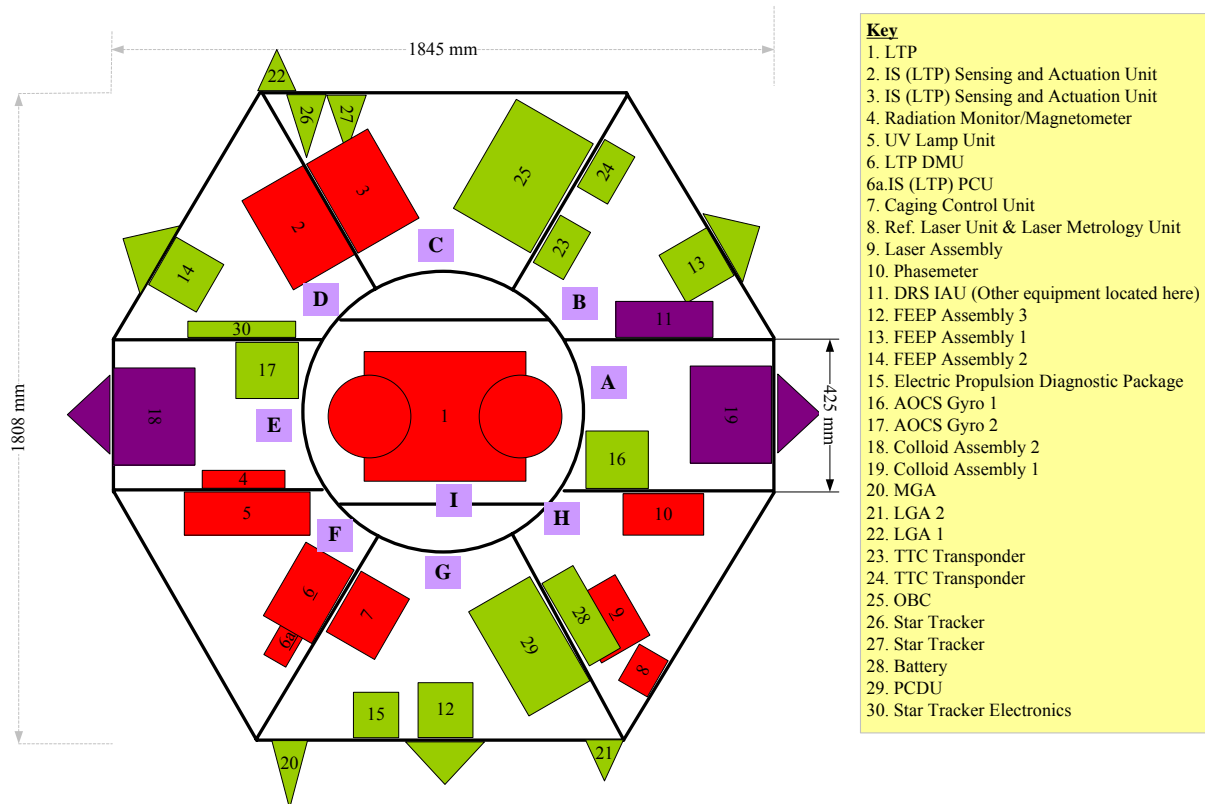 1845 mm
22
26
27
3
2
25
24
23
14
13
C
D
B
30
11
1808 mm
17
A
18
1
19
425 mm
E
16
4
I
5
F
H
10
G
6
7
28
9
6a
29
8
15
12
20
21
Key
1. LTP
2. IS (LTP) Sensing and Actuation Unit
3. IS (LTP) Sensing and Actuation Unit
4. Radiation Monitor/Magnetometer
5. UV Lamp Unit
6. LTP DMU
6a.IS (LTP) PCU
7. Caging Control Unit
8. Ref. Laser Unit & Laser Metrology Unit
9. Laser Assembly
10. Phasemeter
11. DRS IAU (Other equipment located here)
12. FEEP Assembly 3
13. FEEP Assembly 1
14. FEEP Assembly 2
15. Electric Propulsion Diagnostic Package
16. AOCS Gyro 1
17. AOCS Gyro 2
18. Colloid Assembly 2
19. Colloid Assembly 1
20. MGA
21. LGA 2
22. LGA 1
23. TTC Transponder
24. TTC Transponder
25. OBC
26. Star Tracker
27. Star Tracker
28. Battery
29. PCDU
30. Star Tracker Electronics